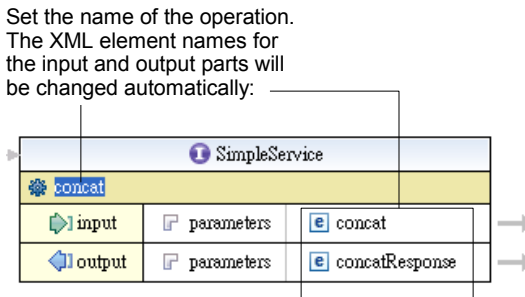 Set the name of the operation.
The XML element names for
the input and output parts will
be changed automatically:
SimpleService
concat
input parameters e concat
output parameters e concatResponse